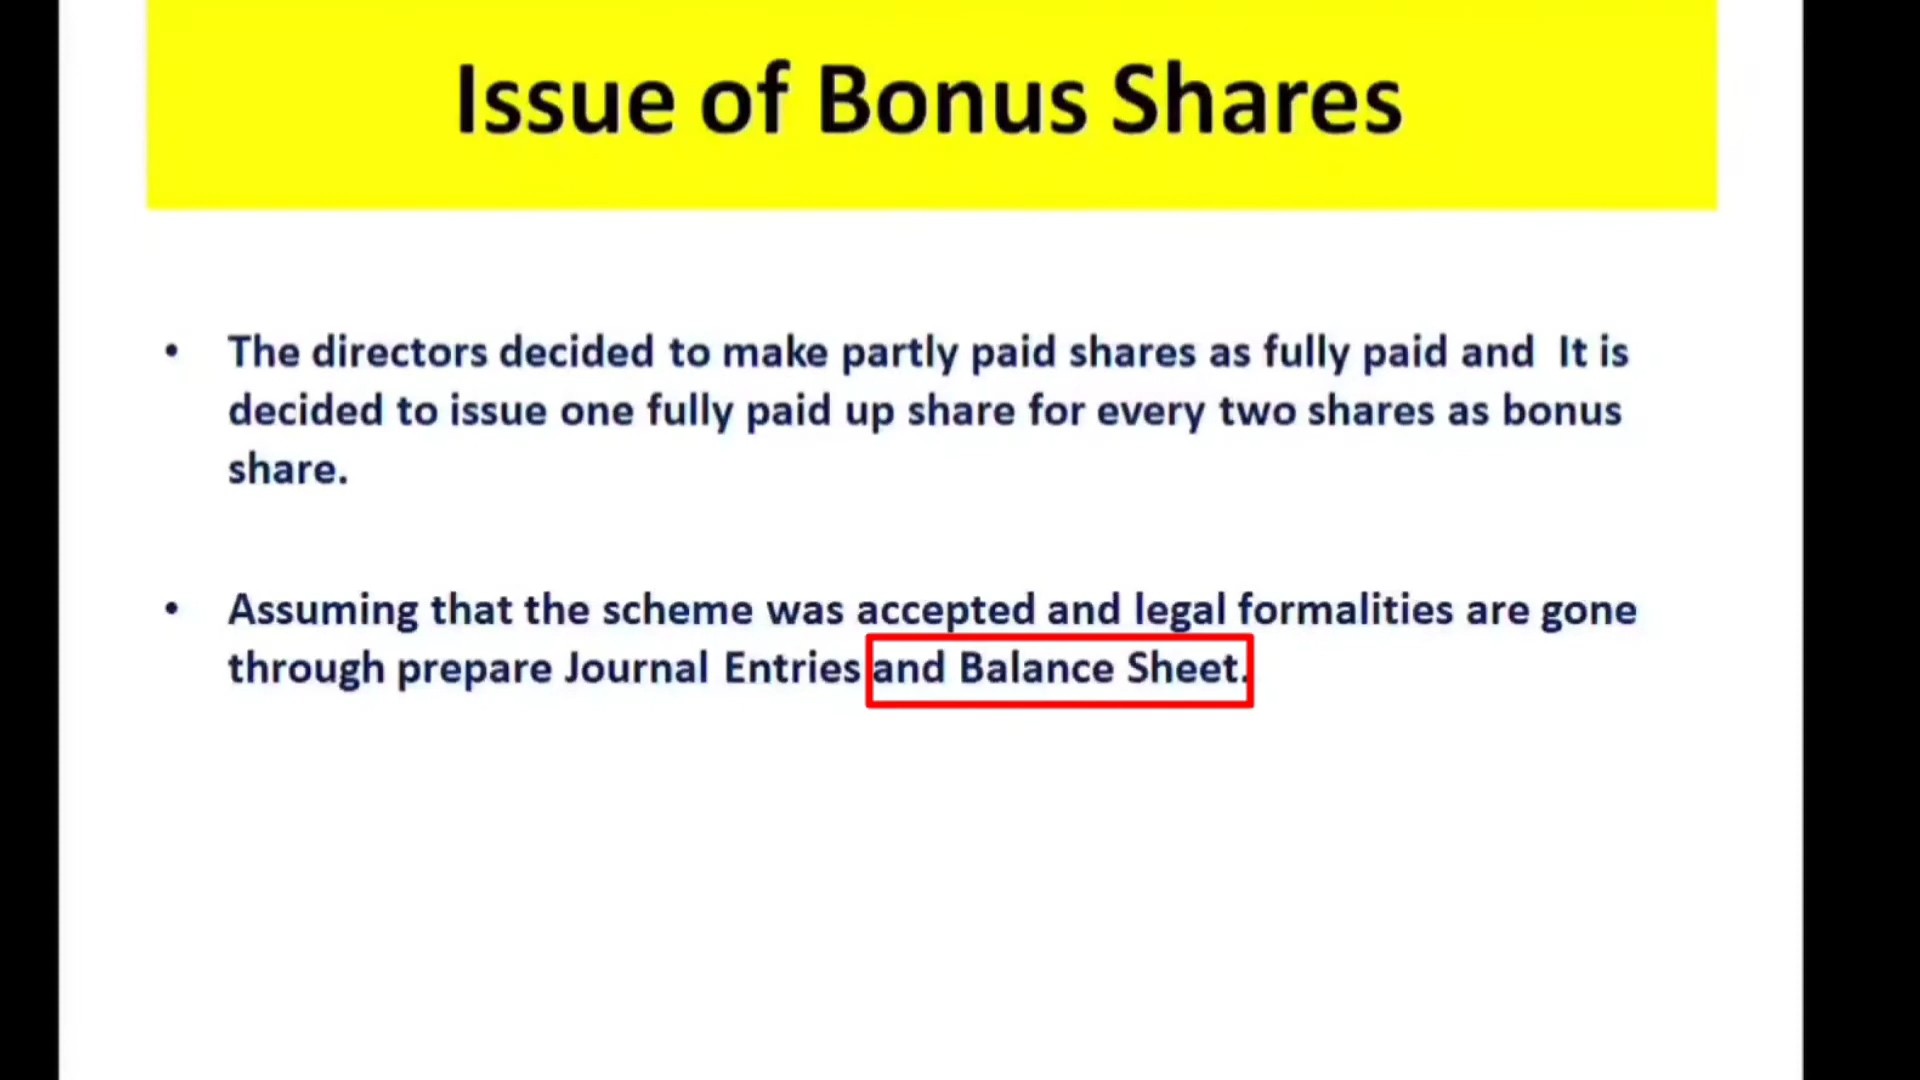 Issue of Bonus Shares
• The directors decided to make partly paid shares as fully paid and It is
decided to issue one fully paid up share for every two shares as bonus
share.
• Assuming that the scheme was accepted and legal formalities are gone
through prepare Journal Entries and Balance Sheet.